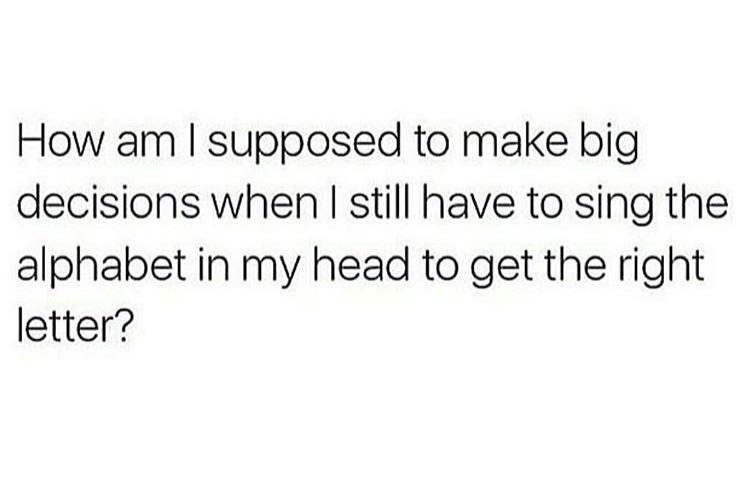 How am I supposed to make big
decisions when I still have to sing the
alphabet in my head to get the right
letter?